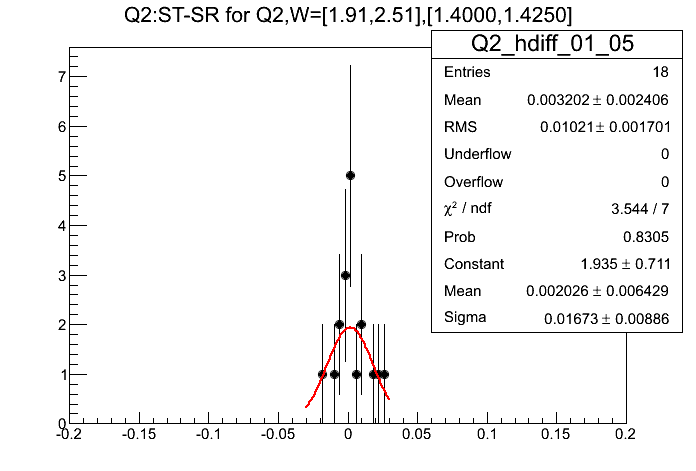 Q2:ST-SR for Q2,W=[1.91,2.51],[1.4000,1.4250]
Q2_hdiff_01_05
Entries 18
Mean 0.003202 ± 0.002406
RMS 0.01021 ± 0.001701
Underflow 0
Overflow 0
χ² / ndf 3.544 / 7
Prob 0.8305
Constant 1.935 ± 0.711
Mean 0.002026 ± 0.006429
Sigma 0.01673 ± 0.00886
7
6
5
4
3
2
1
0
-0.2 -0.15 -0.1 -0.05 0 0.05 0.1 0.15 0.2